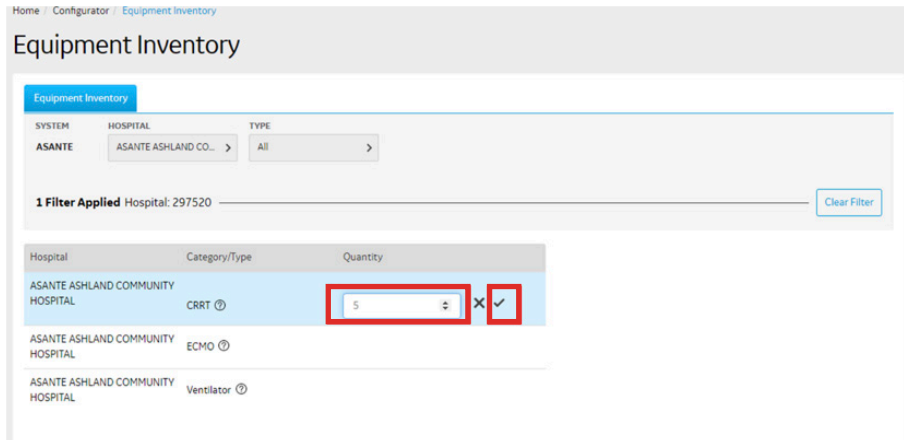 Home / Configurator / Equipment Inventory
Equipment Inventory
Equipment Inventory
SYSTEM HOSPITAL TYPE
ASANTE ASANTE ASHLAND CO... All
1 Filter Applied Hospital: 297520 Clear Filter
Hospital Category/Type Quantity
ASANTE ASHLAND COMMUNITY
HOSPITAL CRRT 5
ASANTE ASHLAND COMMUNITY
HOSPITAL ECMO
ASANTE ASHLAND COMMUNITY
HOSPITAL Ventilator